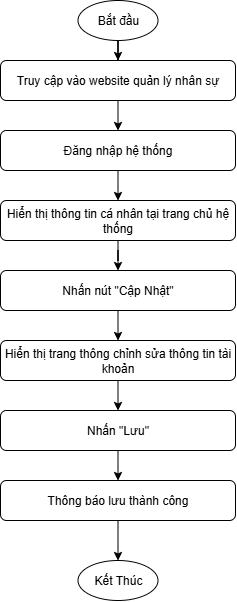 Bắt đầu
Truy cập vào website quản lý nhân sự
Đăng nhập hệ thống
Hiển thị thông tin cá nhân tại trang chủ hệ
thống
Nhấn nút "Cập Nhật"
Hiển thị trang thông chỉnh sửa thông tin tài
khoản
Nhấn "Lưu"
Thông báo lưu thành công
Kết Thúc